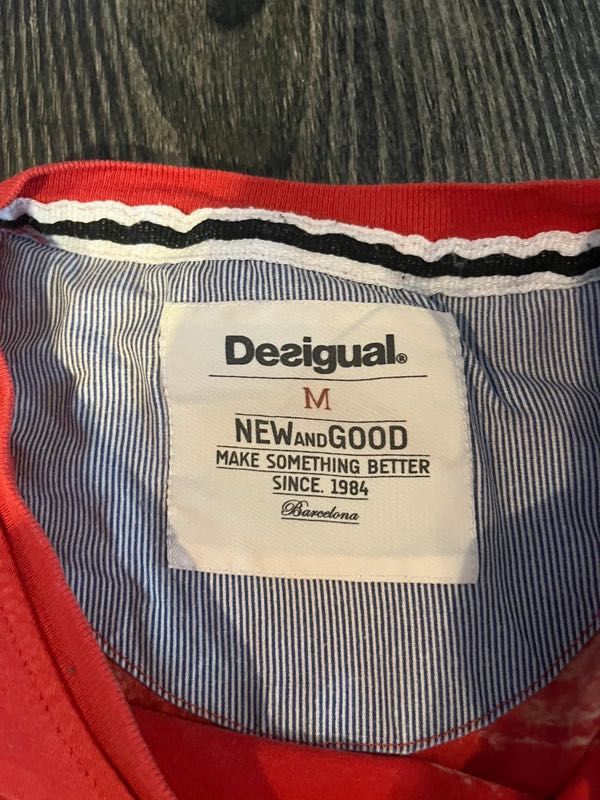 Desigual®
M
NEW AND GOOD
MAKE SOMETHING BETTER
SINCE. 1984
Barcelona